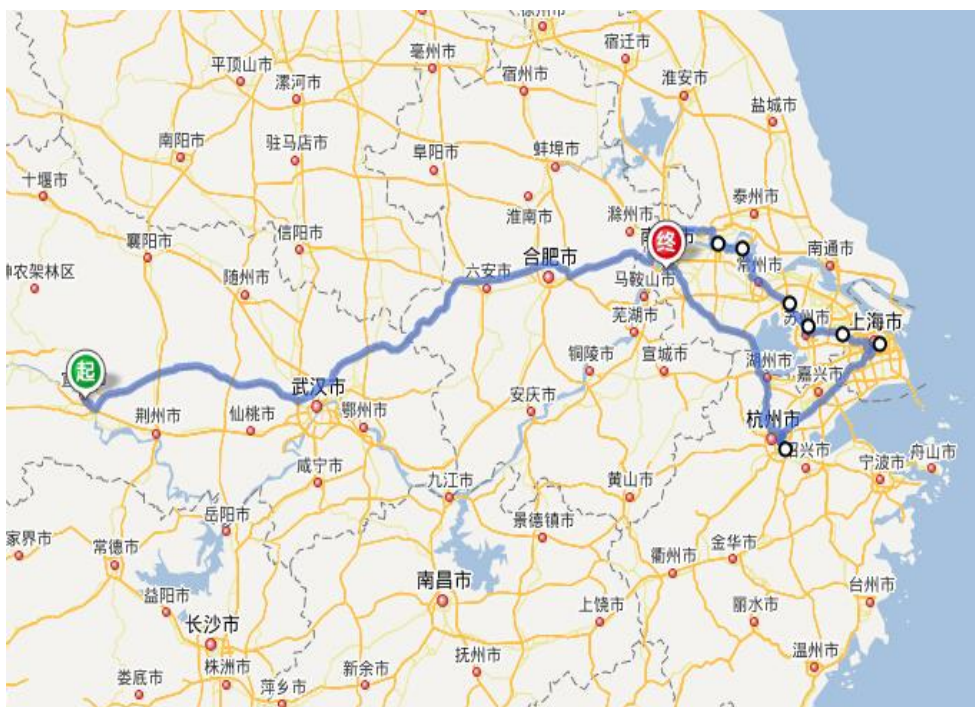 亳州市
宿州市
宿迁市
淮安市
平顶山市
漯河市
盐城市
南阳市
驻马店市
阜阳市
蚌埠市
十堰市
淮南市
滁州市
泰州市
襄阳市
信阳市
南通市
农架林区
随州市
六安市
合肥市
终
马鞍山市
常州市
芜湖市
苏州市
上海市
起
铜陵市
宣城市
湖州市
嘉兴市
荆州市
仙桃市
武汉市
鄂州市
安庆市
杭州市
咸宁市
九江市
黄山市
宁波市
舟山市
岳阳市
景德镇市
家界市
常德市
衢州市
金华市
益阳市
南昌市
上饶市
丽水市
台州市
长沙市
株洲市
新余市
抚州市
温州市
娄底市
萍乡市